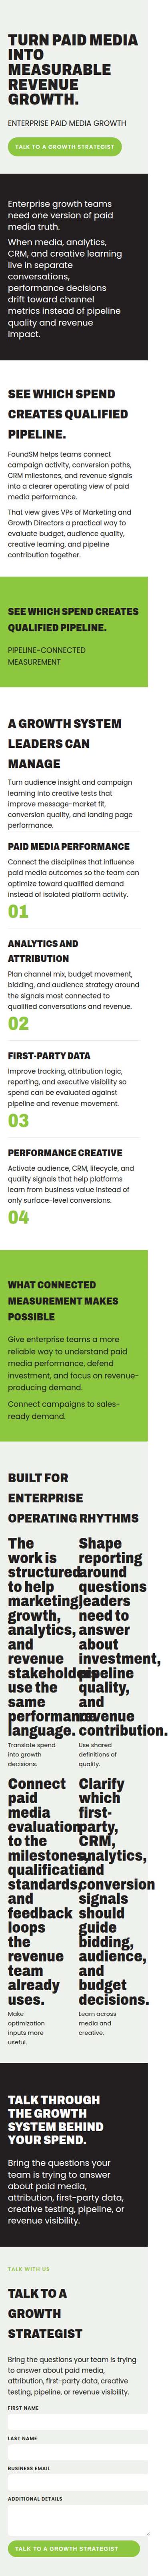 TURN PAID MEDIA
INTO
MEASURABLE
REVENUE
GROWTH.
ENTERPRISE PAID MEDIA GROWTH
TALK TO A GROWTH STRATEGIST
Enterprise growth teams
need one version of paid
media truth.
When media, analytics,
CRM, and creative learning
live in separate
conversations,
performance decisions
drift toward channel
metrics instead of pipeline
quality and revenue
impact.
SEE WHICH SPEND
CREATES QUALIFIED
PIPELINE.
FoundSM helps teams connect
campaign activity, conversion paths,
CRM milestones, and revenue signals
into a clearer operating view of paid
media performance.
That view gives VPs of Marketing and
Growth Directors a practical way to
evaluate budget, audience quality,
creative learning, and pipeline
contribution together.
SEE WHICH SPEND CREATES
QUALIFIED PIPELINE.
PIPELINE-CONNECTED
MEASUREMENT
A GROWTH SYSTEM
LEADERS CAN
MANAGE
Turn audience insight and campaign
learning into creative tests that
improve message-market fit,
conversion quality, and landing page
performance.
PAID MEDIA PERFORMANCE
Connect the disciplines that influence
paid media outcomes so the team can
optimize toward qualified demand
instead of isolated platform activity.
01
ANALYTICS AND
ATTRIBUTION
Plan channel mix, budget movement,
bidding, and audience strategy around
the signals most connected to
qualified conversations and revenue.
02
FIRST-PARTY DATA
Improve tracking, attribution logic,
reporting, and executive visibility so
spend can be evaluated against
pipeline and revenue movement.
03
PERFORMANCE CREATIVE
Activate audience, CRM, lifecycle, and
quality signals that help platforms
learn from business value instead of
only surface-level conversions.
04
WHAT CONNECTED
MEASUREMENT MAKES
POSSIBLE
Give enterprise teams a more
reliable way to understand paid
media performance, defend
investment, and focus on revenue-
producing demand.
Connect campaigns to sales-
ready demand.
BUILT FOR
ENTERPRISE
OPERATING RHYTHMS
The
work is
structured
to help
marketing,
growth,
analytics,
and
revenue
stakeholders
use the
same
performance
language.
Translate spend
into growth
decisions.
Shape
reporting
around
questions
leaders
need to
answer
about
investment,
pipeline
quality,
and
revenue
contribution.
Use shared
definitions of
quality.
Connect
paid
media
evaluation
to the
milestones,
qualification
standards,
and
feedback
loops
the
revenue
team
already
uses.
Make
optimization
inputs more
useful.
Clarify
which
first-
party,
CRM,
analytics,
and
conversion
signals
should
guide
bidding,
audience,
and
budget
decisions.
Learn across
media and
creative.
TALK THROUGH
THE GROWTH
SYSTEM BEHIND
YOUR SPEND.
Bring the questions your
team is trying to answer
about paid media,
attribution, first-party data,
creative testing, pipeline, or
revenue visibility.
TALK WITH US
TALK TO A
GROWTH
STRATEGIST
Bring the questions your team is trying
to answer about paid media,
attribution, first-party data, creative
testing, pipeline, or revenue visibility.
FIRST NAME
LAST NAME
BUSINESS EMAIL
ADDITIONAL DETAILS
TALK TO A GROWTH STRATEGIST